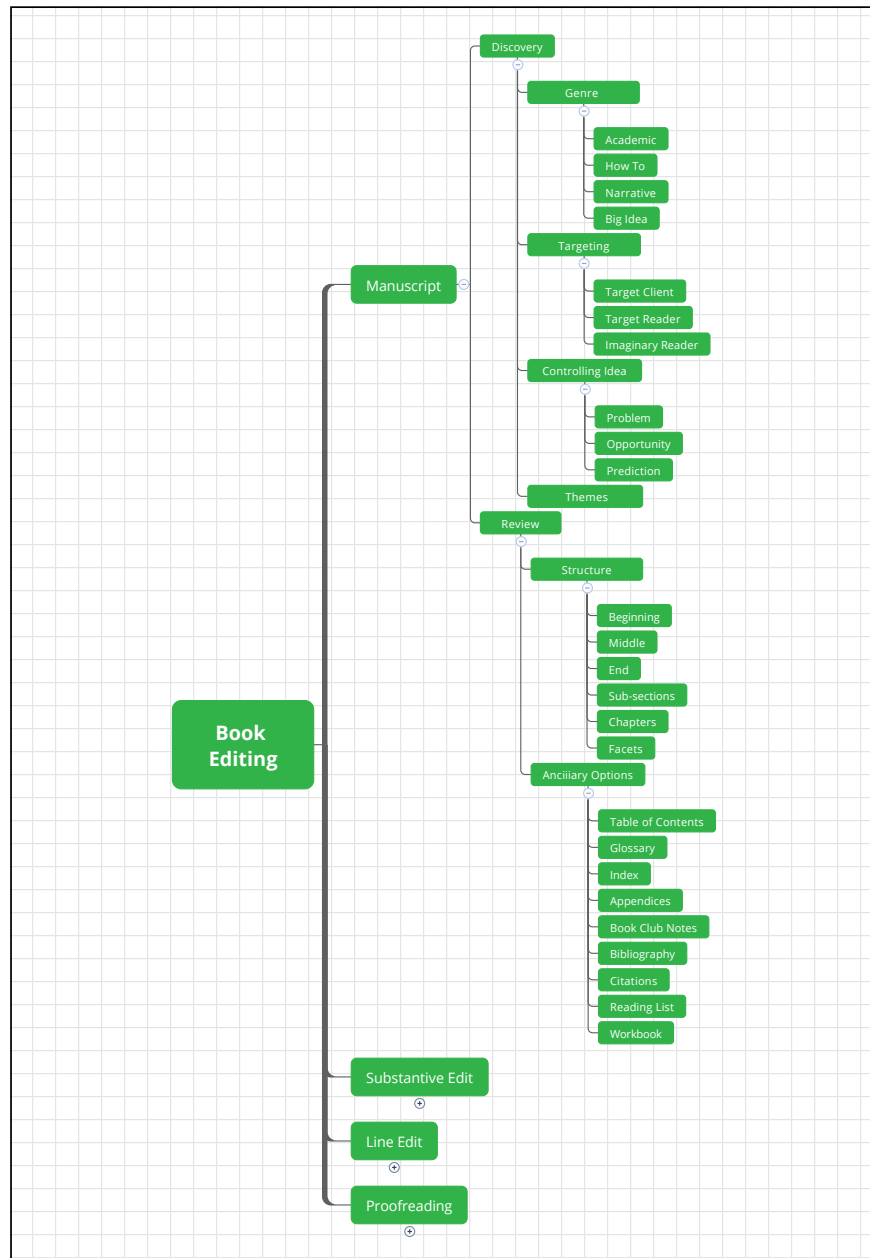 Discovery
Genre
Academic
How To
Narrative
Big Idea
Targeting
Manuscript
Target Client
Target Reader
Imaginary Reader
Controlling Idea
Problem
Opportunity
Prediction
Themes
Review
Structure
Beginning
Middle
End
Sub-sections
Chapters
Facets
Book
Editing
Anciiiary Options
Table of Contents
Glossary
Index
Appendices
Book Club Notes
Bibliography
Citations
Reading List
Workbook
Substantive Edit
Line Edit
Proofreading